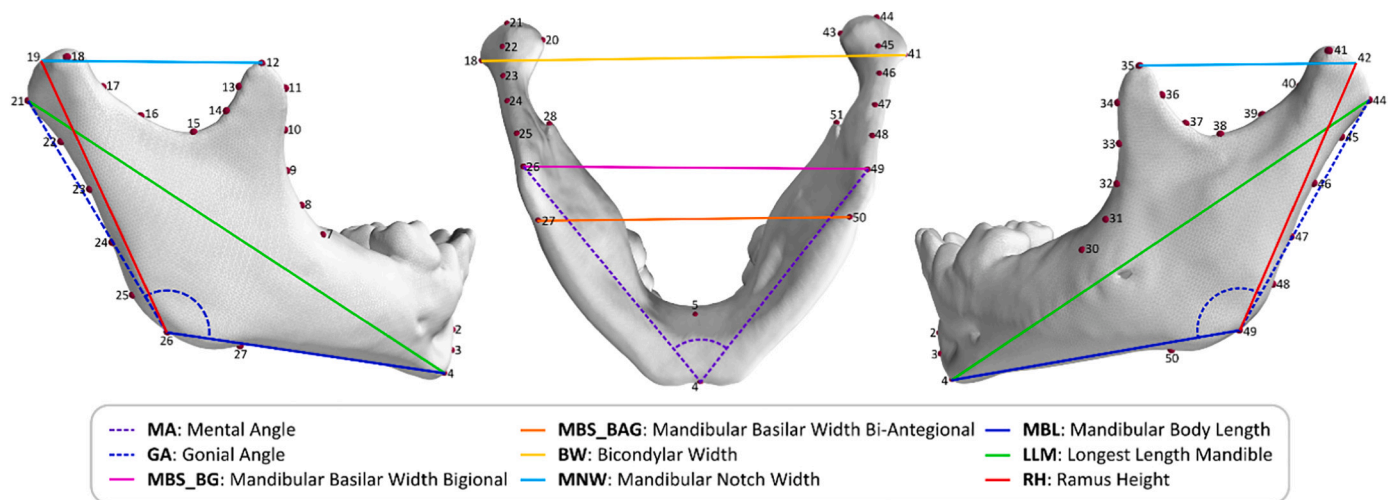 19 18 12
17 13 11
21 16 14
15 10
22
9
23
8
7
24
25
2
3
26 27 4
21 44
20 43
22 45
18 41
23 46
24 47
28 51
25 48
26 49
27 50
5
4
41
35 42
36 40
34 37 39 44
38
33 45
32 46
31
30 47
48
2
3 49
50
4
MA: Mental Angle
GA: Gonial Angle
MBS_BG: Mandibular Basilar Width Bigional
MBS_BAG: Mandibular Basilar Width Bi-Antegional
BW: Bicondylar Width
MNW: Mandibular Notch Width
MBL: Mandibular Body Length
LLM: Longest Length Mandible
RH: Ramus Height